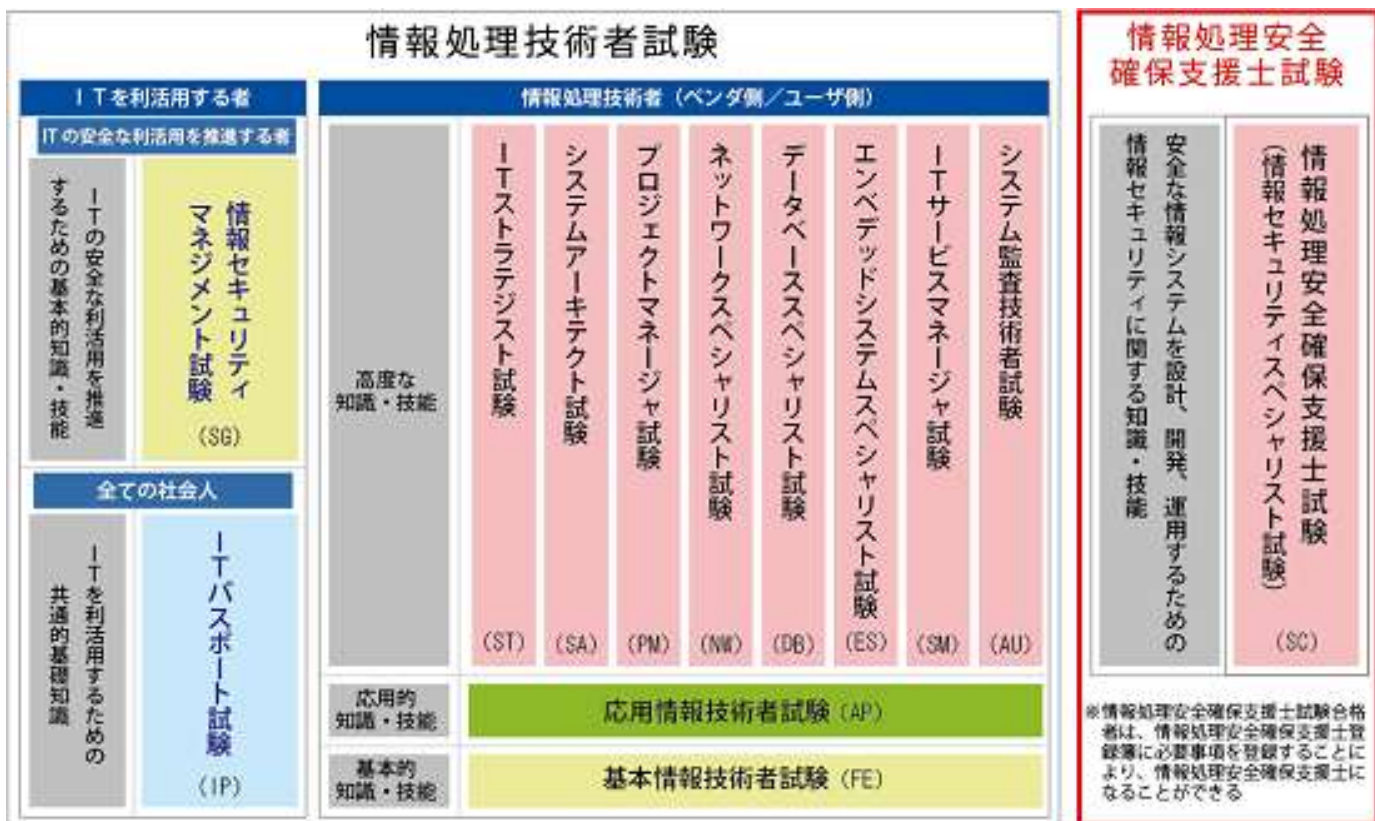 情報処理技術者試験
ITを利活用する者
ITの安全な利活用を推進する者
ITの安全な利活用を推進
するための基本的知識・技能
情報セキュリティ
マネジメント試験
(SG)
全ての社会人
ITを利活用するための
共通的基礎知識
ITパスポート試験
(IP)
情報処理技術者(ベンダ側/ユーザ側)
高度な
知識・技能
ITストラテジスト試験
(ST)
システムアーキテクト試験
(SA)
プロジェクトマネージャ試験
(PM)
ネットワークスペシャリスト試験
(NW)
データベーススペシャリスト試験
(DB)
エンベデッドシステムスペシャリスト試験
(ES)
ITサービスマネージャ試験
(SM)
システム監査技術者試験
(AU)
応用的
知識・技能
応用情報技術者試験(AP)
基本的
知識・技能
基本情報技術者試験(FE)
情報処理安全
確保支援士試験
安全な情報システムを設計、開発、運用するための
情報セキュリティに関する知識・技能
情報処理安全確保支援士試験
(情報セキュリティスペシャリスト試験)
(SC)
※情報処理安全確保支援士試験合格
者は、情報処理安全確保支援士登
録簿に必要事項を登録することに
より、情報処理安全確保支援士に
なることができる